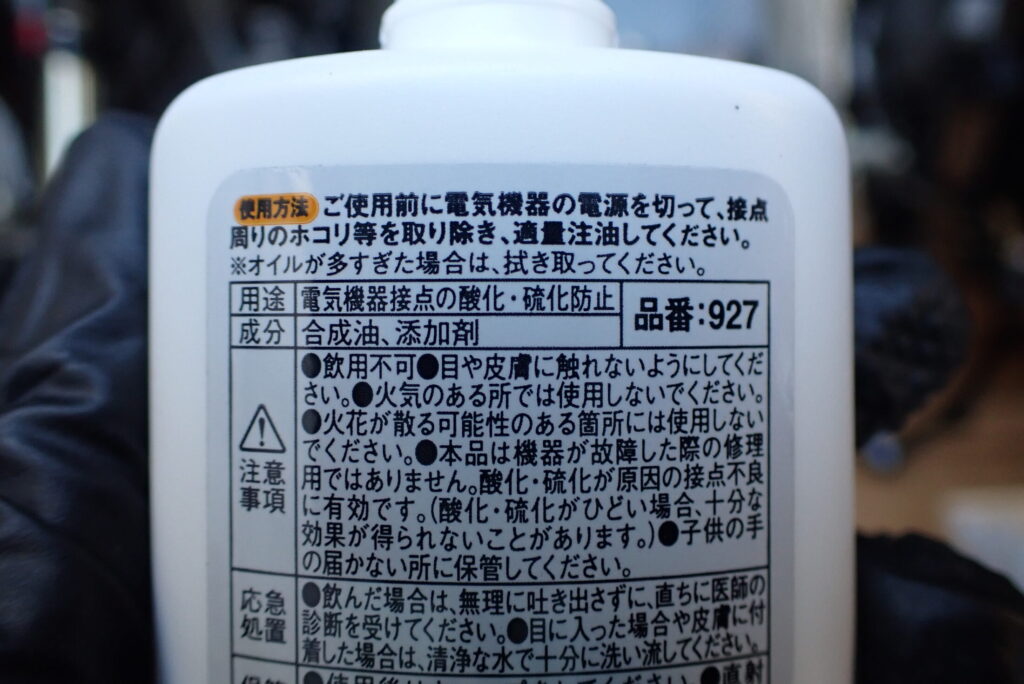 使用方法 ご使用前に電気機器の電源を切って、接点
周りのホコリ等を取り除き、適量注油してください。
※オイルが多すぎた場合は、拭き取ってください。
用途 電気機器接点の酸化・硫化防止
品番:927
成分 合成油、添加剤
注意
事項
●飲用不可●目や皮膚に触れないようにしてくだ
さい。●火気のある所では使用しないでください。
●火花が散る可能性のある箇所には使用しない
でください。●本品は機器が故障した際の修理
用ではありません。酸化・硫化が原因の接点不良
に有効です。(酸化・硫化がひどい場合、十分な
効果が得られないことがあります。)●子供の手
の届かない所に保管してください。
応急
処置
●飲んだ場合は、無理に吐き出さずに、直ちに医師の
診断を受けてください。●目に入った場合や皮膚に付
着した場合は、清浄な水で十分に洗い流してください。
●使用後は
●直射